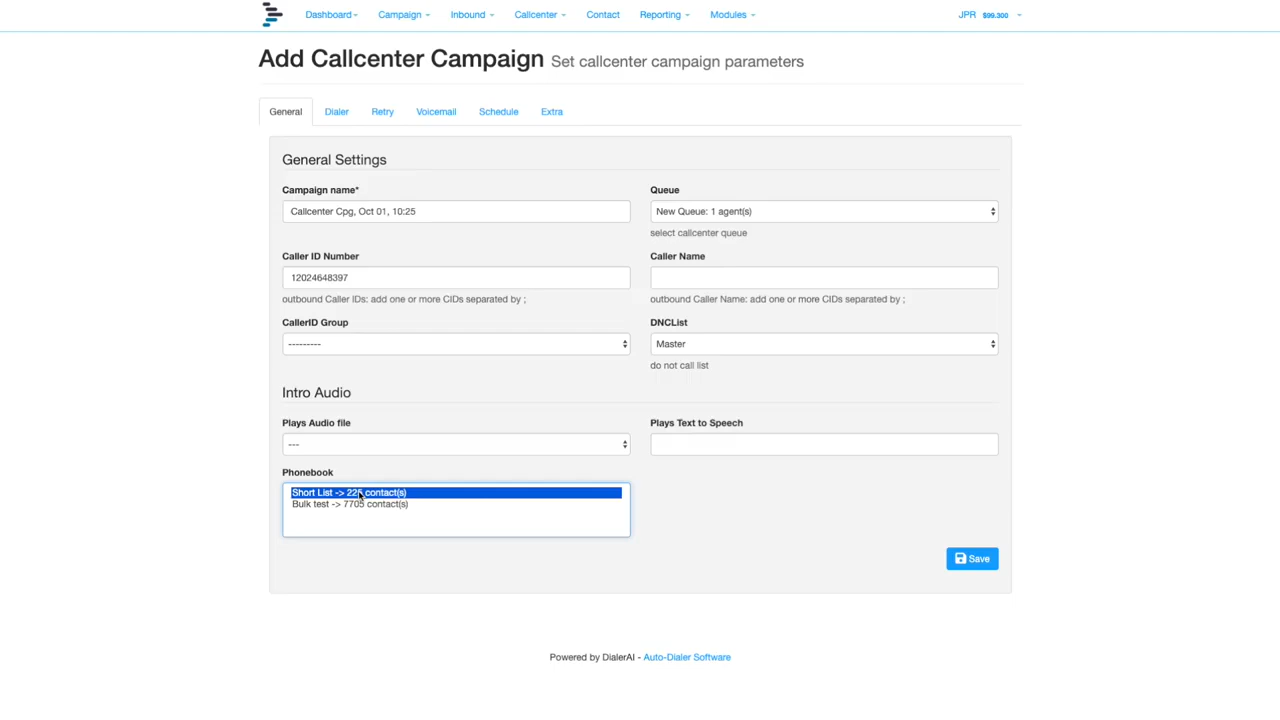 Dashboard Campaign Inbound Callcenter Contact Reporting Modules JPR $99.300
Add Callcenter Campaign Set callcenter campaign parameters
General Dialer Retry Voicemail Schedule Extra
General Settings
Campaign name* Queue
Callcenter Cpg, Oct 01, 10:25 New Queue: 1 agent(s)
select callcenter queue
Caller ID Number Caller Name
12024648397
outbound Caller IDs: add one or more CIDs separated by ; outbound Caller Name: add one or more CIDs separated by ;
CallerID Group DNCList
--------- Master
do not call list
Intro Audio
Plays Audio file Plays Text to Speech
---
Phonebook
Short List -> contact(s)
Bulk test -> 7705 contact(s)
Save
Powered by DialerAI - Auto-Dialer Software